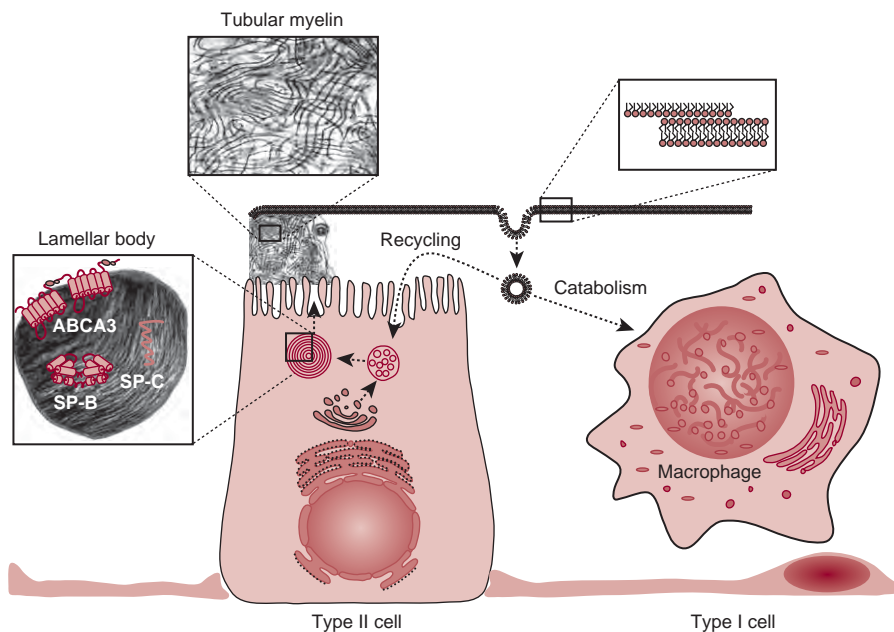 Tubular myelin
Lamellar body
Recycling
Catabolism
ABCA3
SP-C
SP-B
Macrophage
Type II cell
Type I cell